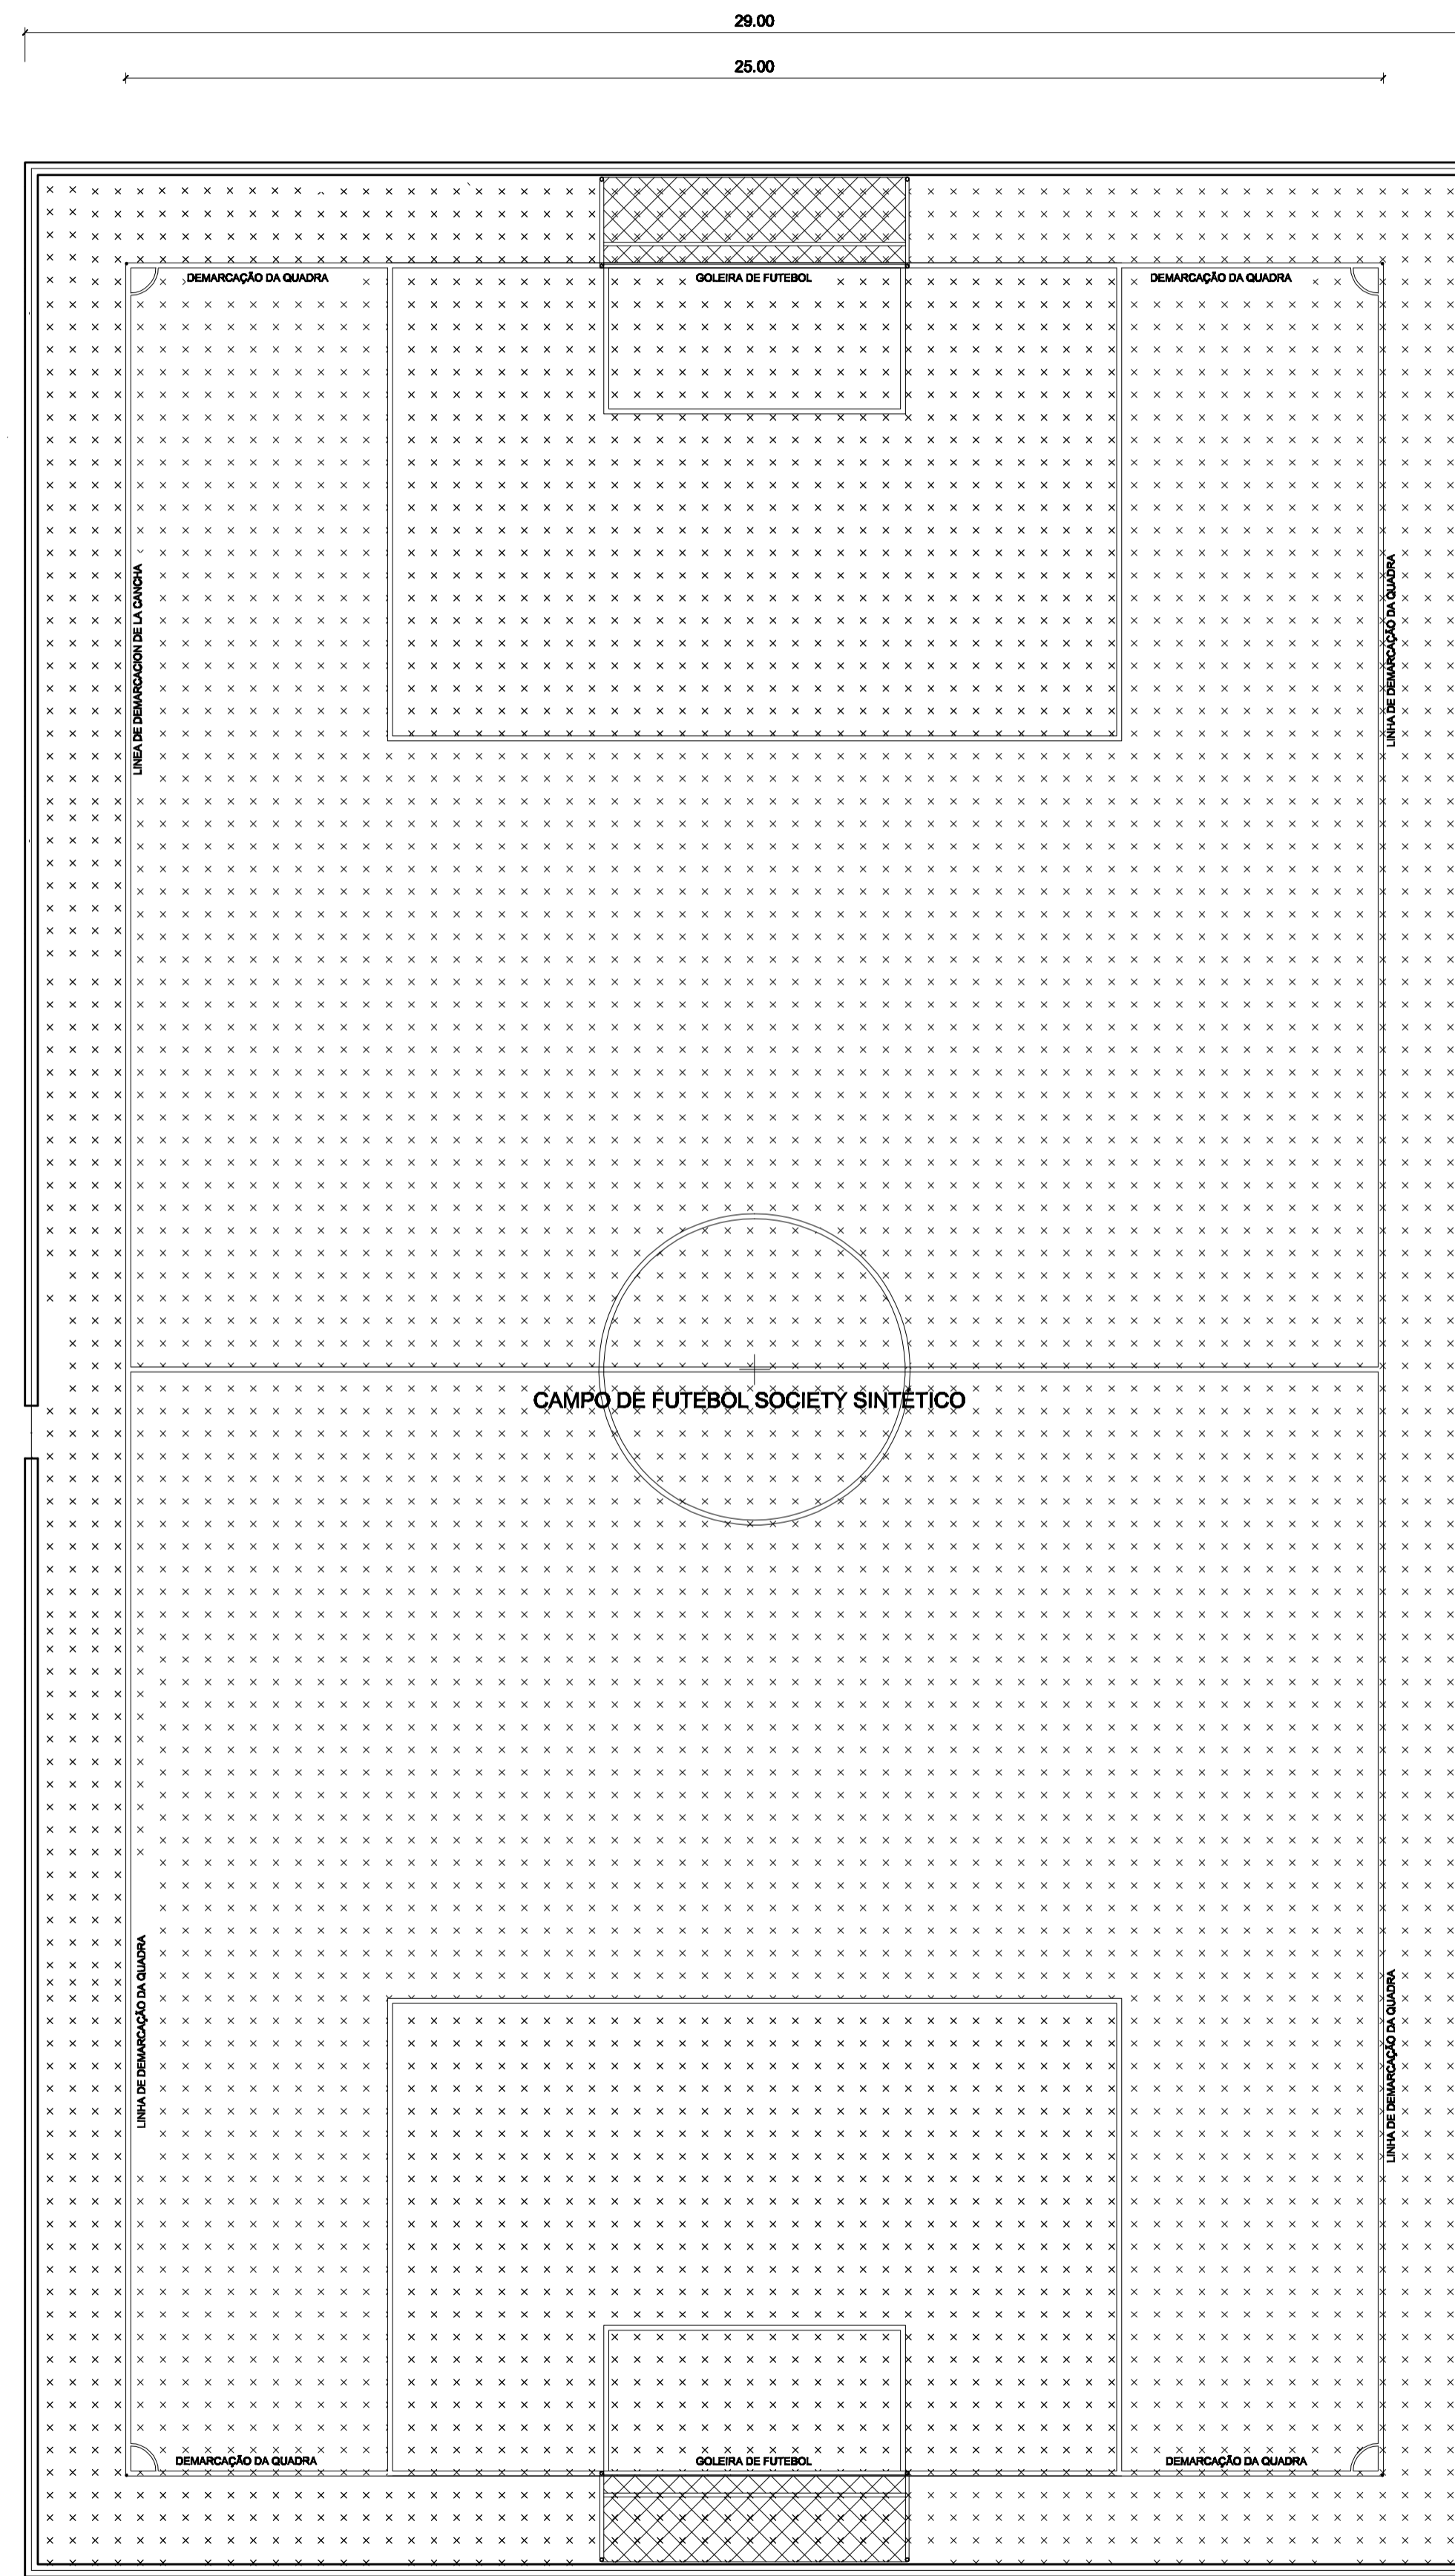 29.00
25.00
DEMARCAÇÃO DA QUADRA
GOLEIRA DE FUTEBOL
DEMARCAÇÃO DA QUADRA
LINEA DE DEMARCACION DE LA CANCHA
LINHA DE DEMARCAÇÃO DA QUADRA
CAMPO DE FUTEBOL SOCIETY SINTÉTICO
LINHA DE DEMARCAÇÃO DA QUADRA
LINHA DE DEMARCAÇÃO DA QUADRA
DEMARCAÇÃO DA QUADRA
GOLEIRA DE FUTEBOL
DEMARCAÇÃO DA QUADRA